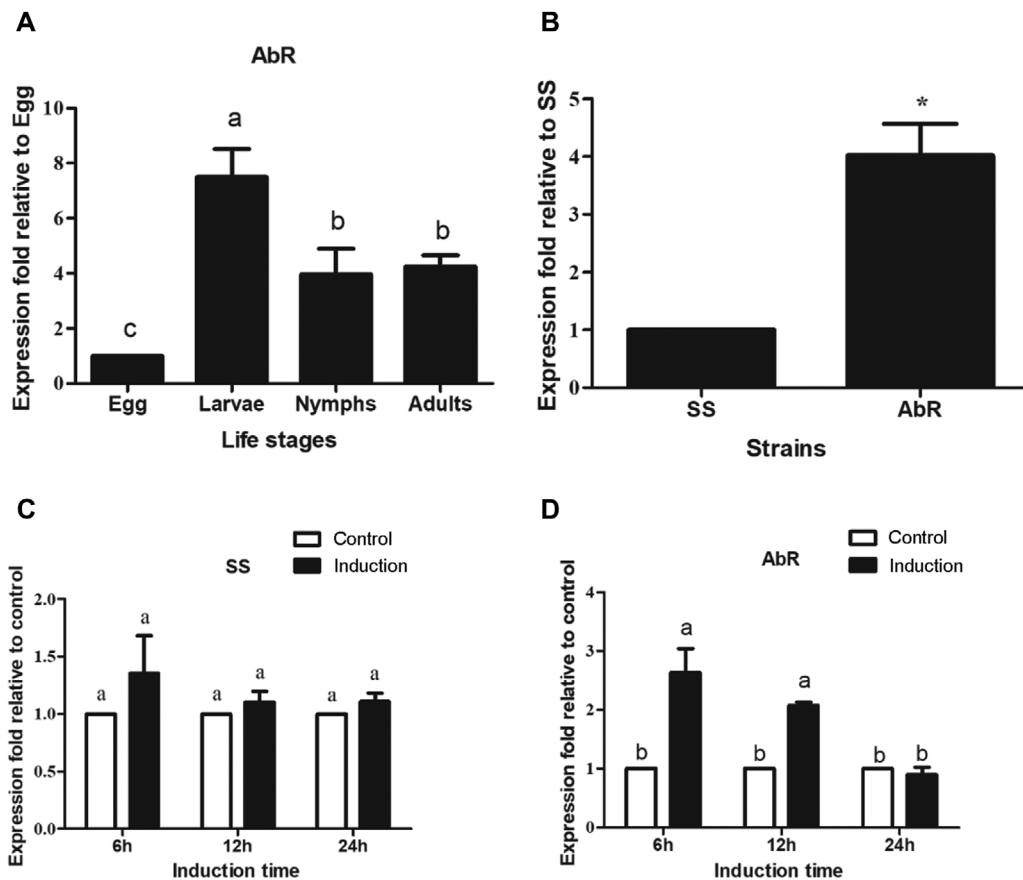 A
AbR
Expression fold relative to Egg
10
8
6
4
2
0
c
a
b
b
Egg Larvae Nymphs Adults
Life stages
B
Expression fold relative to SS
5
4
3
2
1
0
*
SS AbR
Strains
C
Control
Induction
SS
Expression fold relative to control
2.0
1.5
1.0
0.5
0.0
a a a a a a
6h 12h 24h
Induction time
D
Control
Induction
AbR
Expression fold relative to control
4
3
2
1
0
b a b a b b
6h 12h 24h
Induction time